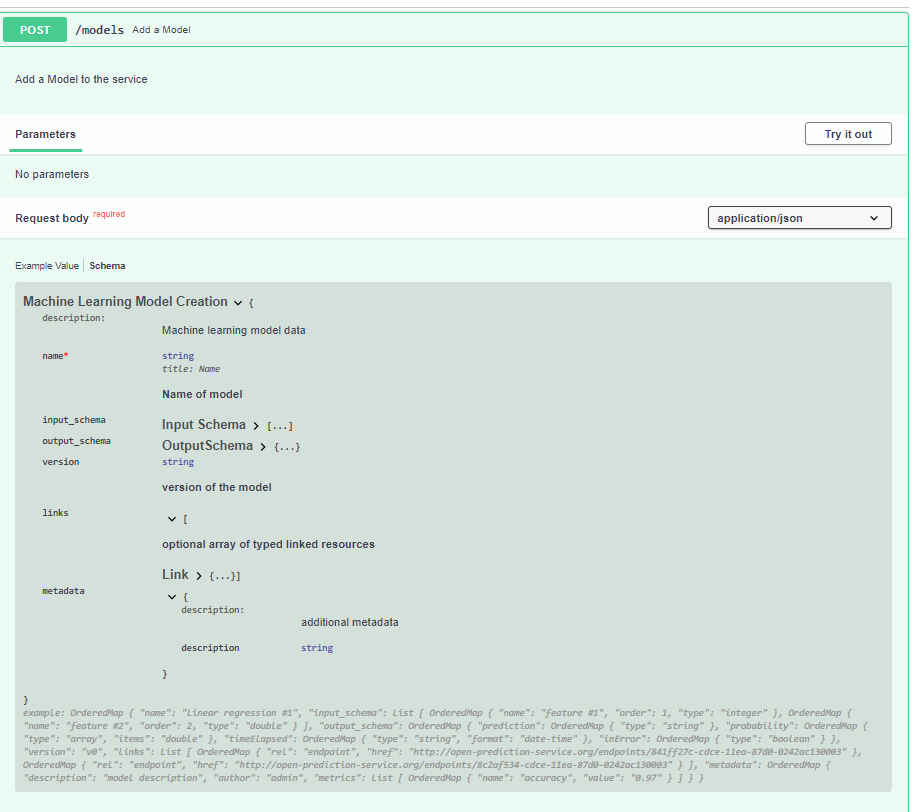 POST /models Add a Model
Add a Model to the service
Parameters
Try it out
No parameters
Request body required
application/json
Example Value Schema
Machine Learning Model Creation {
description:
Machine learning model data
name* string
title: Name
Name of model
input_schema Input Schema [...]
output_schema OutputSchema {...}
version string
version of the model
links [
optional array of typed linked resources
Link {...}]
metadata {
description:
additional metadata
description string
}
}
example: OrderedMap { "name": "Linear regression #1", "input_schema": List [ OrderedMap { "name": "feature #1", "order": 1, "type": "integer" }, OrderedMap {
"name": "feature #2", "order": 2, "type": "double" } ], "output_schema": OrderedMap { "prediction": OrderedMap { "type": "string" }, "probability": OrderedMap {
"type": "array", "items": "double" }, "timeElapsed": OrderedMap { "type": "string", "format": "date-time" }, "inError": OrderedMap { "type": "boolean" } },
"version": "v0", "links": List [ OrderedMap { "rel": "endpoint", "href": "http://open-prediction-service.org/endpoints/841ff27c-cdce-11ea-87d0-0242ac130003" },
OrderedMap { "rel": "endpoint", "href": "http://open-prediction-service.org/endpoints/8c2af534-cdce-11ea-87d0-0242ac130003" } ], "metadata": OrderedMap {
"description": "model description", "author": "admin", "metrics": List [ OrderedMap { "name": "accuracy", "value": "0.97" } ] } }